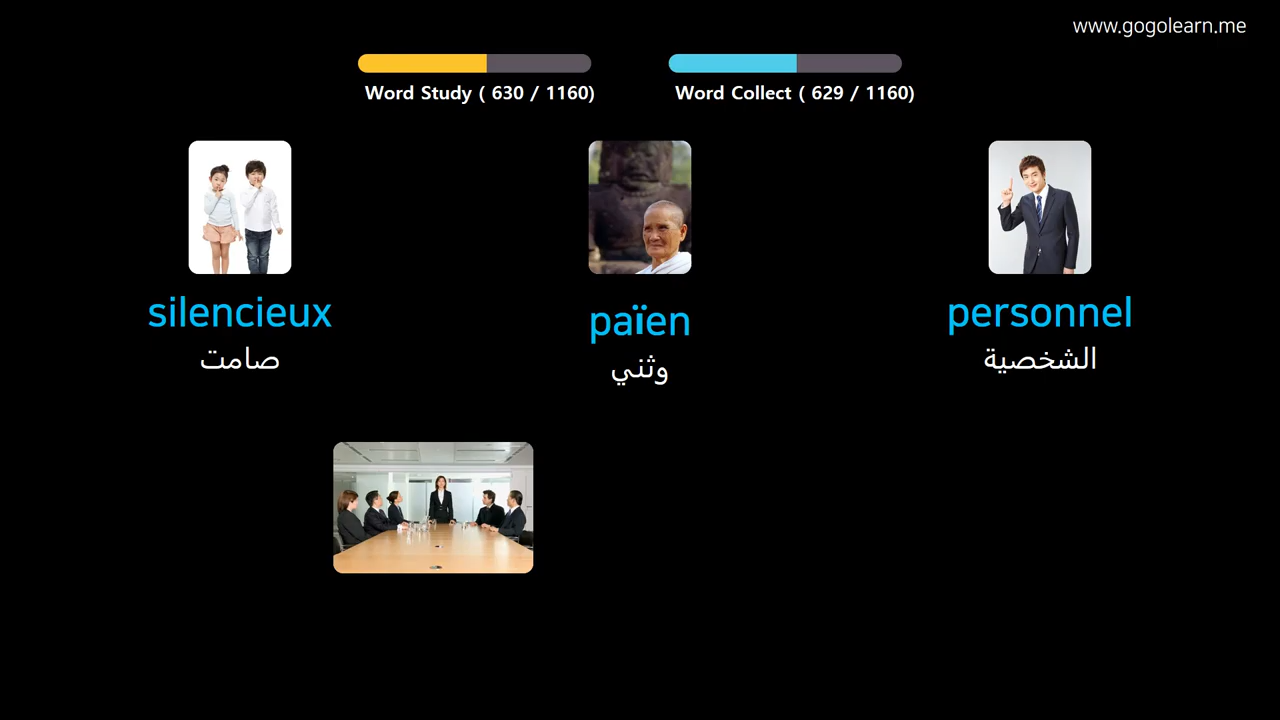 www.gogolearn.me
Word Study ( 630 / 1160)
Word Collect ( 629 / 1160)
silencieux
صامت
païen
وثني
personnel
الشخصية